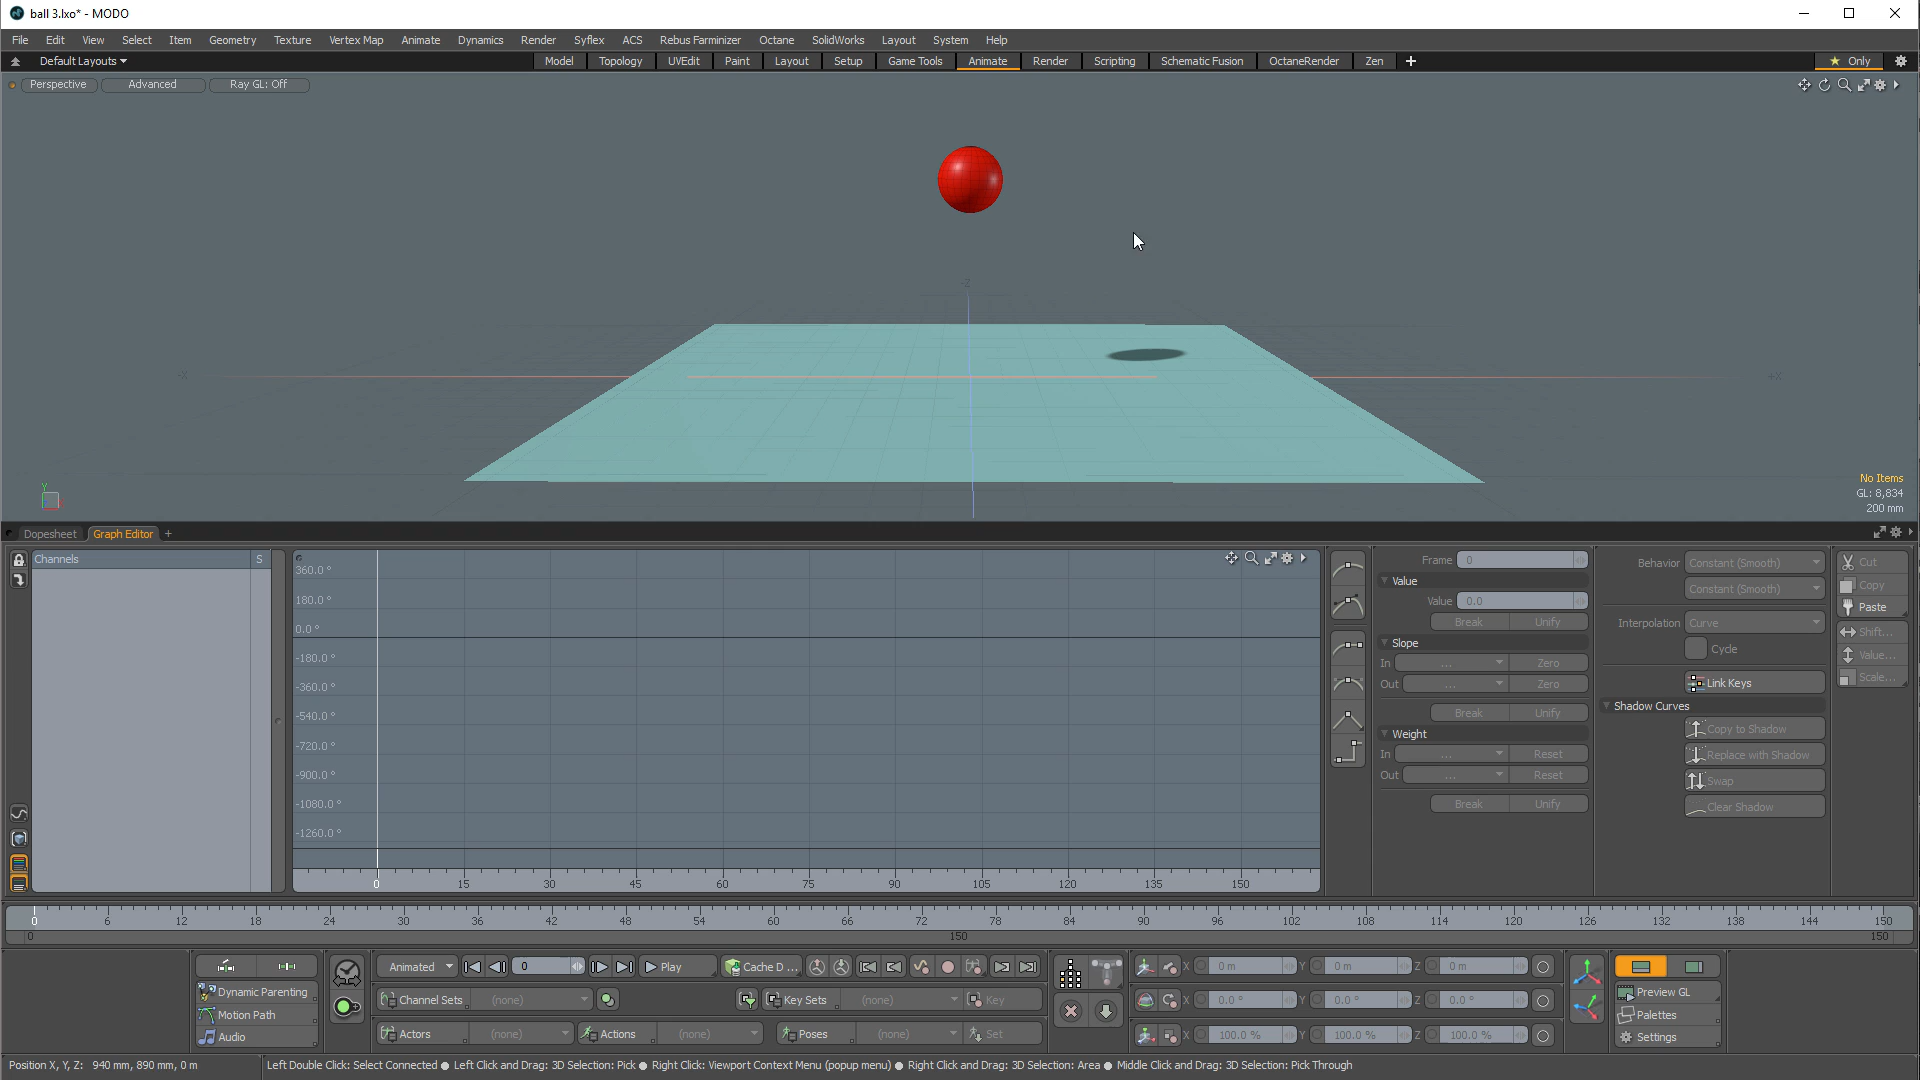 ball 3.lxo* - MODO
File Edit View Select Item Geometry Texture Vertex Map Animate Dynamics Render Syflex ACS Rebus Farminizer Octane SolidWorks Layout System Help
Default Layouts Model Topology UVEdit Paint Layout Setup Game Tools Animate Render Scripting Schematic Fusion OctaneRender Zen + Only
Perspective Advanced Ray GL: Off
-Z
-X +X
Y
No Items
GL: 8,834
200 mm
Dopesheet Graph Editor +
Channels S
360.0 °
180.0 °
0.0 °
-180.0 °
-360.0 °
-540.0 °
-720.0 °
-900.0 °
-1080.0 °
-1260.0 °
0 15 30 45 60 75 90 105 120 135 150
Frame 0
Value
Value 0.0
Break Unify
Slope
In ... Zero
Out ... Zero
Break Unify
Weight
In ... Reset
Out ... Reset
Break Unify
Behavior Constant (Smooth)
Constant (Smooth)
Interpolation Curve
Cycle
Link Keys
Shadow Curves
Copy to Shadow
Replace with Shadow
Swap
Clear Shadow
Cut
Copy
Paste
Shift...
Value...
Scale...
0 6 12 18 24 30 36 42 48 54 60 66 72 78 84 90 96 102 108 114 120 126 132 138 144 150
0 150 150
Animated 0 Play Cache D ... X 0 m Y 0 m Z 0 m
Dynamic Parenting Channel Sets (none) Key Sets (none) Key X 0.0 ° Y 0.0 ° Z 0.0 ° Preview GL
Motion Path Palettes
Audio Actors (none) Actions (none) Poses (none) Set X 100.0 % Y 100.0 % Z 100.0 % Settings
Position X, Y, Z: 940 mm, 890 mm, 0 m Left Double Click: Select Connected ● Left Click and Drag: 3D Selection: Pick ● Right Click: Viewport Context Menu (popup menu) ● Right Click and Drag: 3D Selection: Area ● Middle Click and Drag: 3D Selection: Pick Through